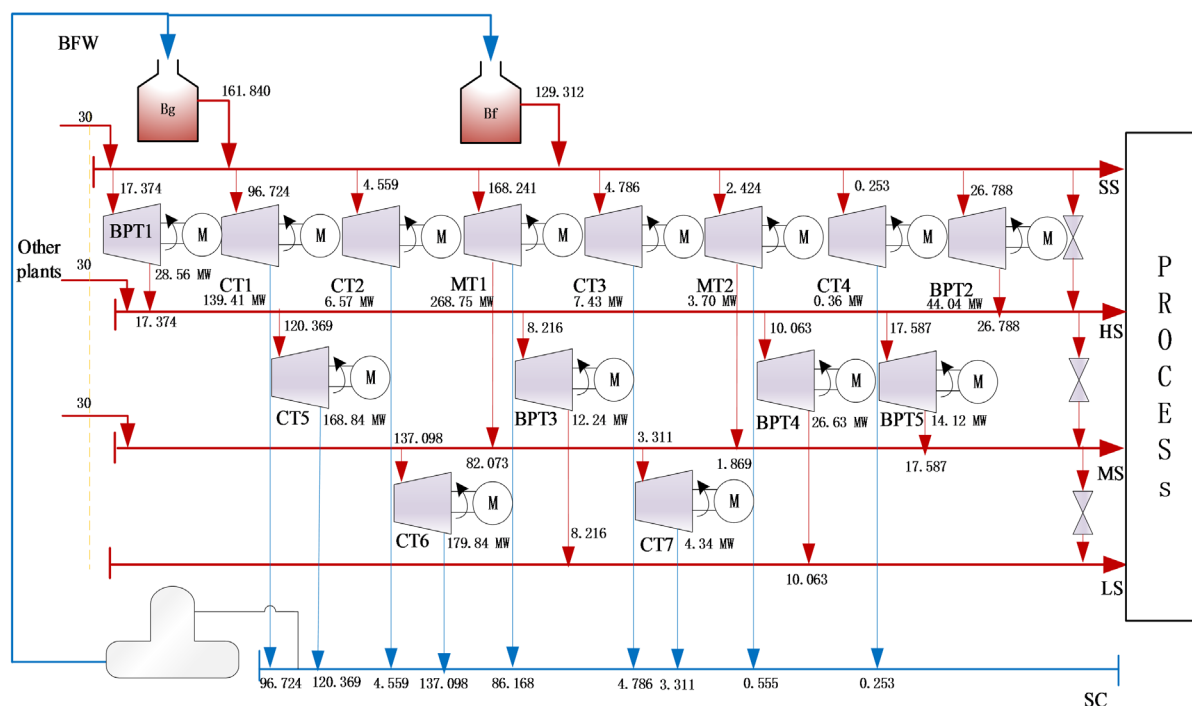 BFW
161.840
129.312
Bg
Bf
30
SS
17.374
96.724
4.559
168.241
4.786
2.424
0.253
26.788
BPT1
M
M
M
M
M
M
M
M
Other
plants
30
28.56 MW
CT1
139.41 MW
CT2
6.57 MW
MT1
268.75 MW
CT3
7.43 MW
MT2
3.70 MW
CT4
0.36 MW
BPT2
44.04 MW
17.374
26.788
HS
120.369
8.216
10.063
17.587
M
M
M
M
CT5
168.84 MW
BPT3
12.24 MW
BPT4
26.63 MW
BPT5
14.12 MW
30
137.098
82.073
3.311
1.869
17.587
MS
M
M
CT6
179.84 MW
8.216
CT7
4.34 MW
10.063
LS
96.724
120.369
4.559
137.098
86.168
4.786
3.311
0.555
0.253
SC
P
R
O
C
E
S
s